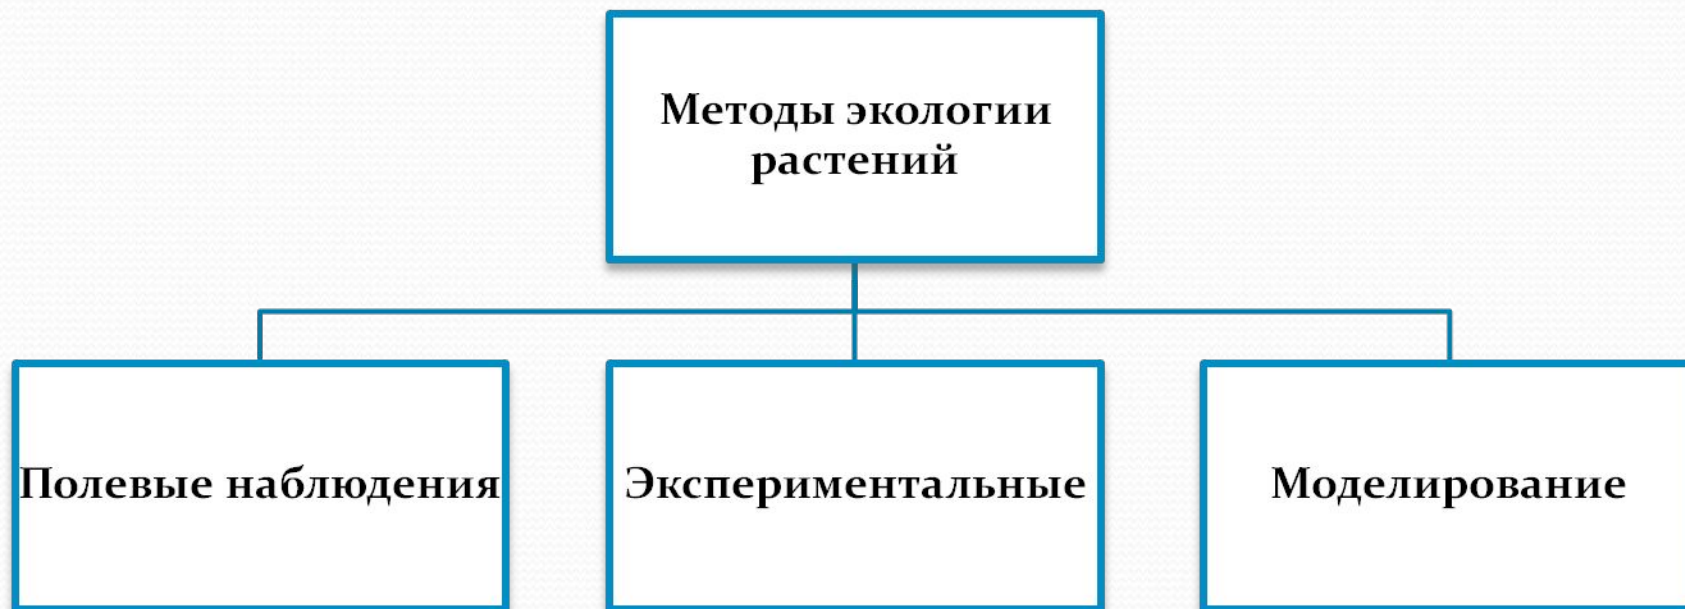 Методы экологии
растений
Полевые наблюдения
Экспериментальные
Моделирование